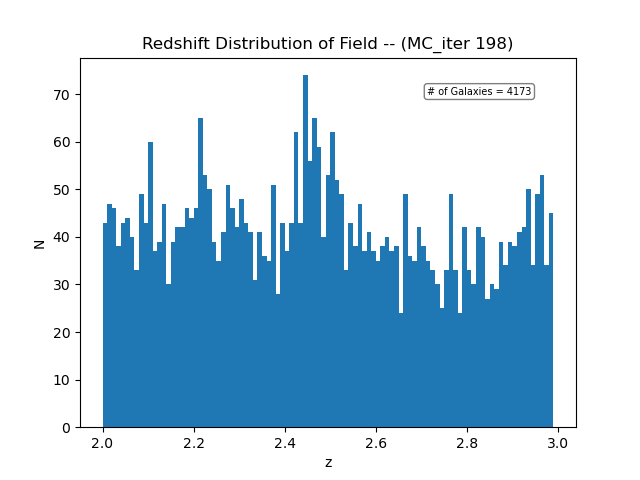 Redshift Distribution of Field -- (MC_iter 198)
# of Galaxies = 4173
70
60
50
40
30
20
10
0
N
2.0 2.2 2.4 2.6 2.8 3.0
z